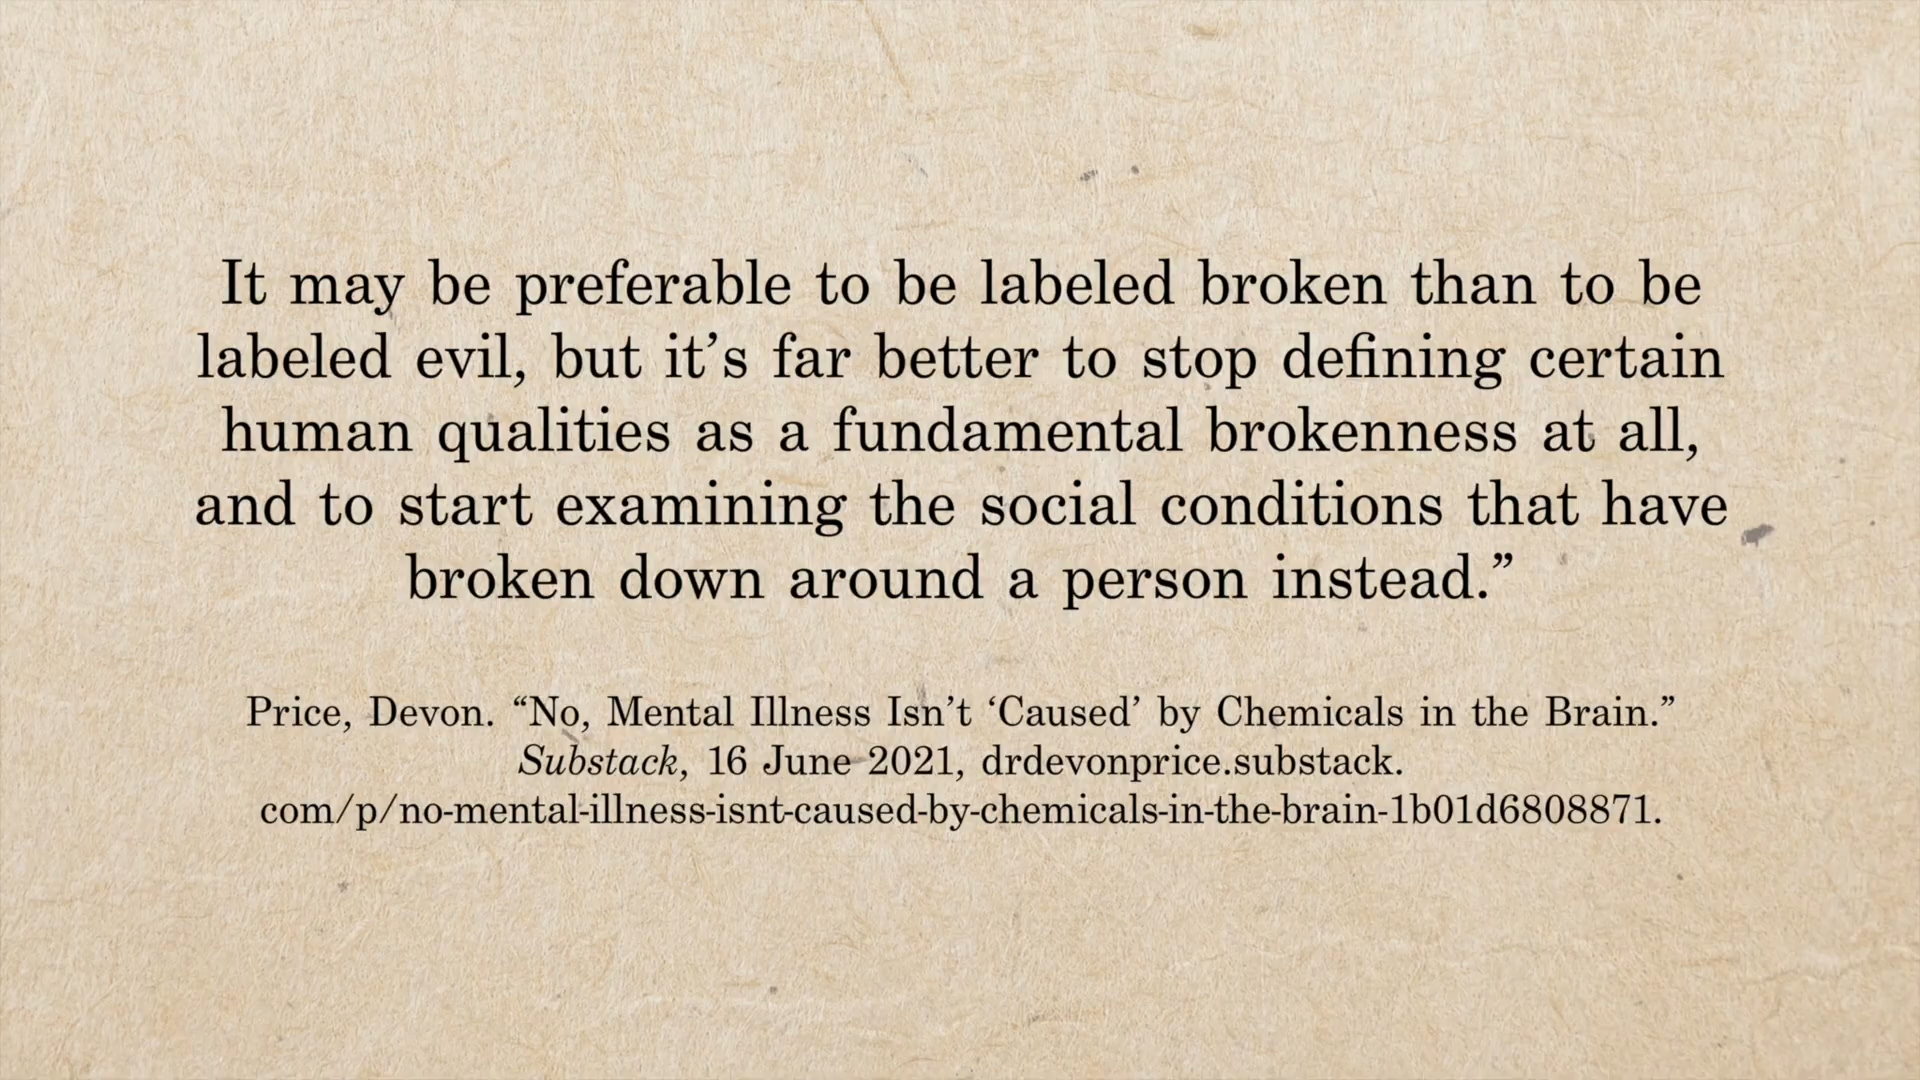 It may be preferable to be labeled broken than to be
labeled evil, but it’s far better to stop defining certain
human qualities as a fundamental brokenness at all,
and to start examining the social conditions that have
broken down around a person instead.”
Price, Devon. “No, Mental Illness Isn’t ‘Caused’ by Chemicals in the Brain.”
Substack, 16 June 2021, drdevonprice.substack.
com/p/no-mental-illness-isnt-caused-by-chemicals-in-the-brain-1b01d6808871.